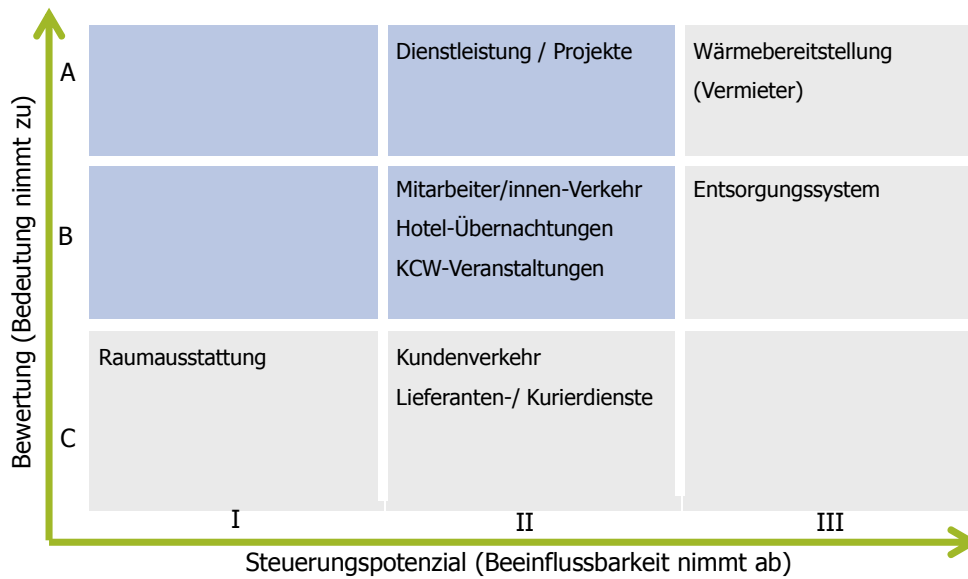 Bewertung (Bedeutung nimmt zu)
A
Dienstleistung / Projekte
Wärmebereitstellung
(Vermieter)
B
Mitarbeiter/innen-Verkehr
Hotel-Übernachtungen
KCW-Veranstaltungen
Entsorgungssystem
C
Raumausstattung
Kundenverkehr
Lieferanten-/ Kurierdienste
I
II
III
Steuerungspotenzial (Beeinflussbarkeit nimmt ab)